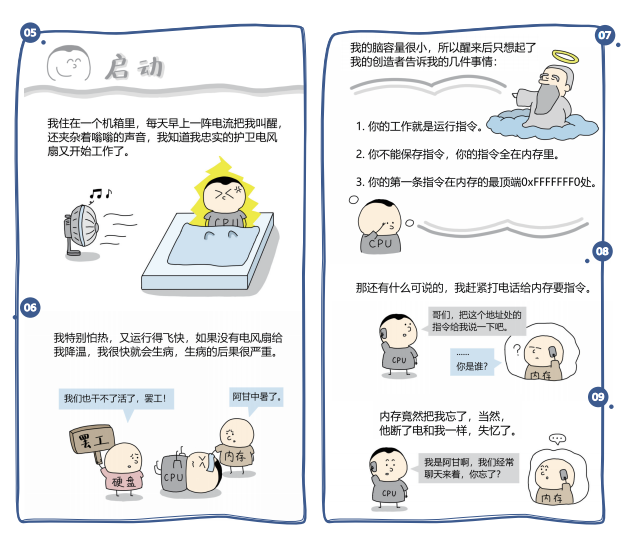 05
启动
我住在一个机箱里，每天早上一阵电流把我叫醒，
还夹杂着嗡嗡的声音，我知道我忠实的护卫电风
扇又开始工作了。
CPU
06
我特别怕热，又运行得飞快，如果没有电风扇给
我降温，我很快就会生病，生病的后果很严重。
我们也干不了活了，罢工！
阿甘中暑了。
罢工
硬盘
CPU
内存
07
我的脑容量很小，所以醒来后只想起了
我的创造者告诉我的几件事情：
1. 你的工作就是运行指令。
2. 你不能保存指令，你的指令全在内存里。
3. 你的第一条指令在内存的最顶端0xFFFFFFF0处。
CPU
08
那还有什么可说的，我赶紧打电话给内存要指令。
哥们，把这个地址处的
指令给我说一下吧。
CPU
……
你是谁？
?
内存
09
内存竟然把我忘了，当然，
他断了电和我一样，失忆了。
我是阿甘啊，我们经常
聊天来着，你忘了？
CPU
内存